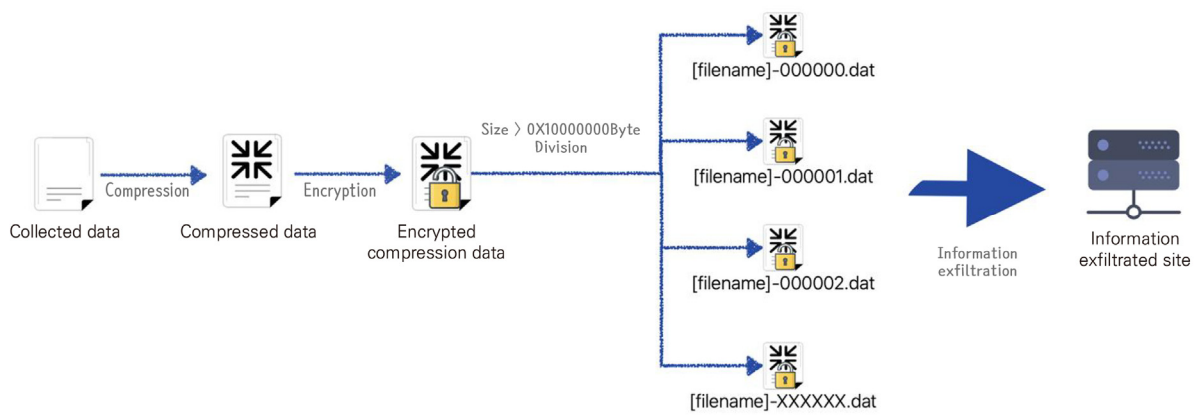 Collected data
Compression
Compressed data
Encryption
Encrypted
compression data
Size > 0X10000000Byte
Division
[filename]-000000.dat
[filename]-000001.dat
[filename]-000002.dat
[filename]-XXXXXX.dat
Information
exfiltration
Information
exfiltrated site